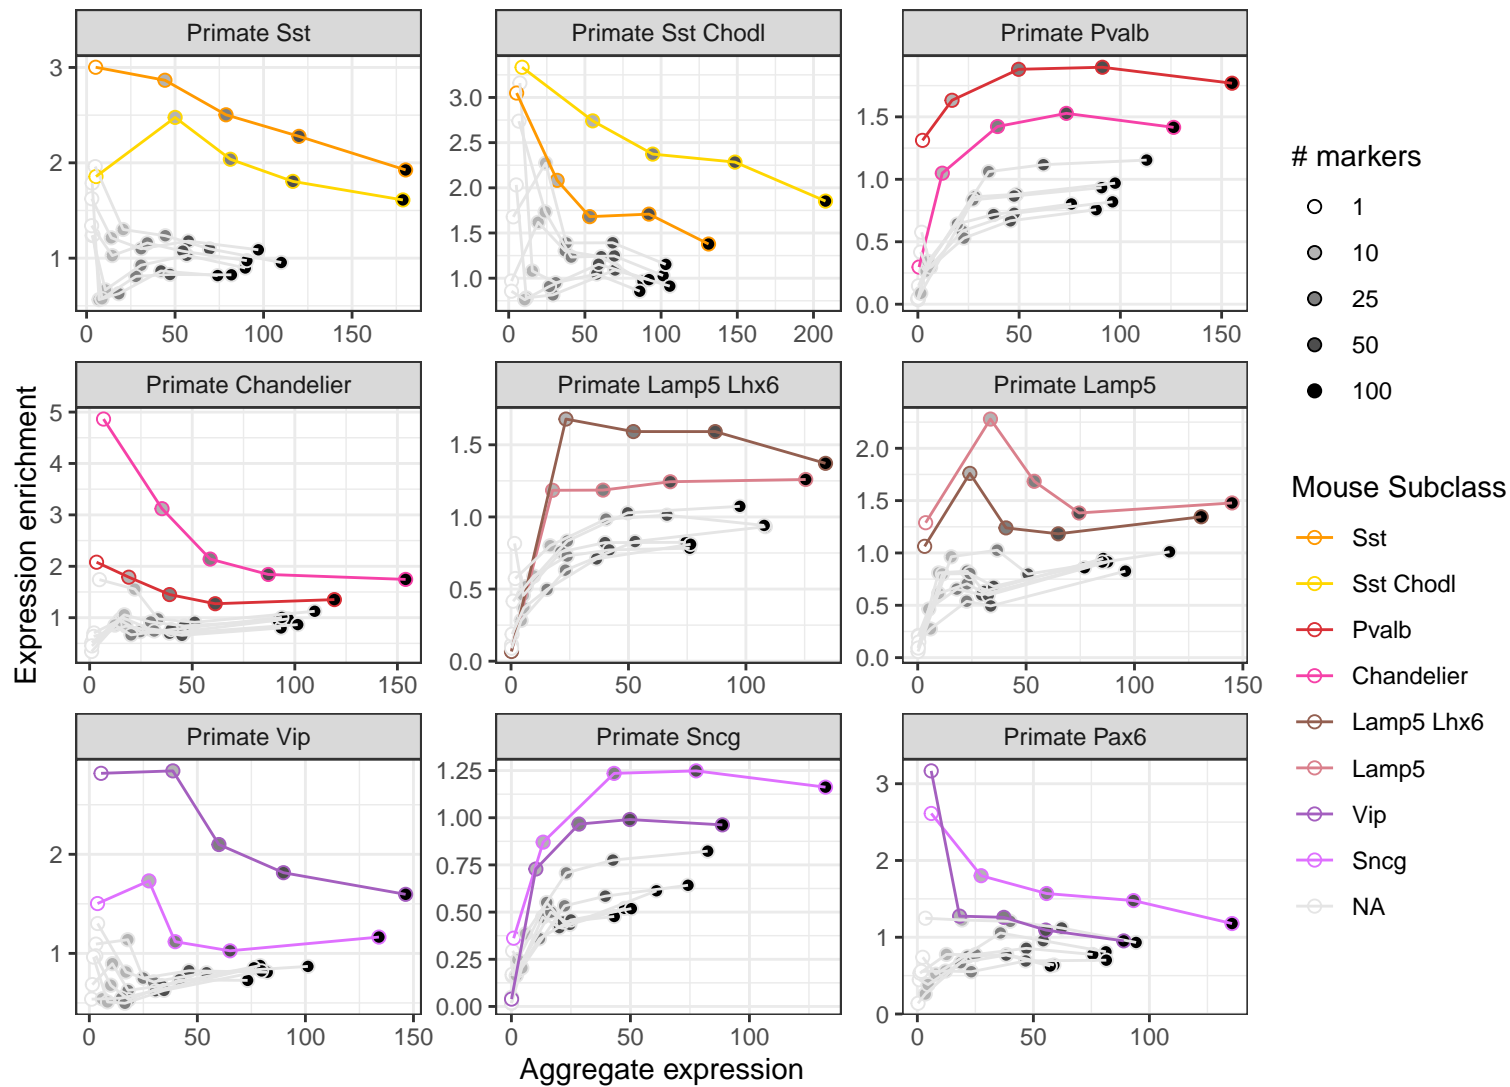 Primate Sst
Primate Sst Chodl
Primate Pvalb
3
2
1
0 50 100 150
3.0
2.5
2.0
1.5
1.0
0 50 100 150 200
1.5
1.0
0.5
0.0
0 50 100 150
Primate Chandelier
Primate Lamp5 Lhx6
Primate Lamp5
5
4
3
2
1
0 50 100 150
1.5
1.0
0.5
0.0
0 50 100
2.0
1.5
1.0
0.5
0.0
0 50 100 150
Primate Vip
Primate Sncg
Primate Pax6
2
1
0 50 100 150
1.25
1.00
0.75
0.50
0.25
0.00
0 50 100
3
2
1
0
0 50 100
Expression enrichment
Aggregate expression
# markers
1
10
25
50
100
Mouse Subclass
Sst
Sst Chodl
Pvalb
Chandelier
Lamp5 Lhx6
Lamp5
Vip
Sncg
NA